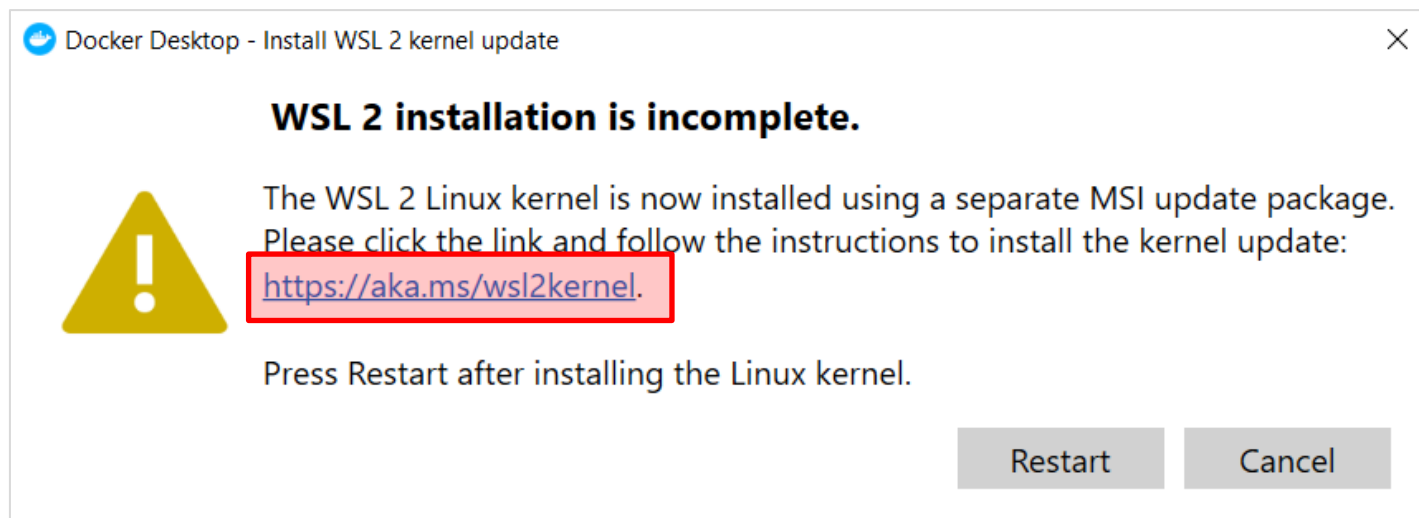 Docker Desktop - Install WSL 2 kernel update
WSL 2 installation is incomplete.
The WSL 2 Linux kernel is now installed using a separate MSI update package.
Please click the link and follow the instructions to install the kernel update:
https://aka.ms/wsl2kernel.
Press Restart after installing the Linux kernel.
Restart
Cancel